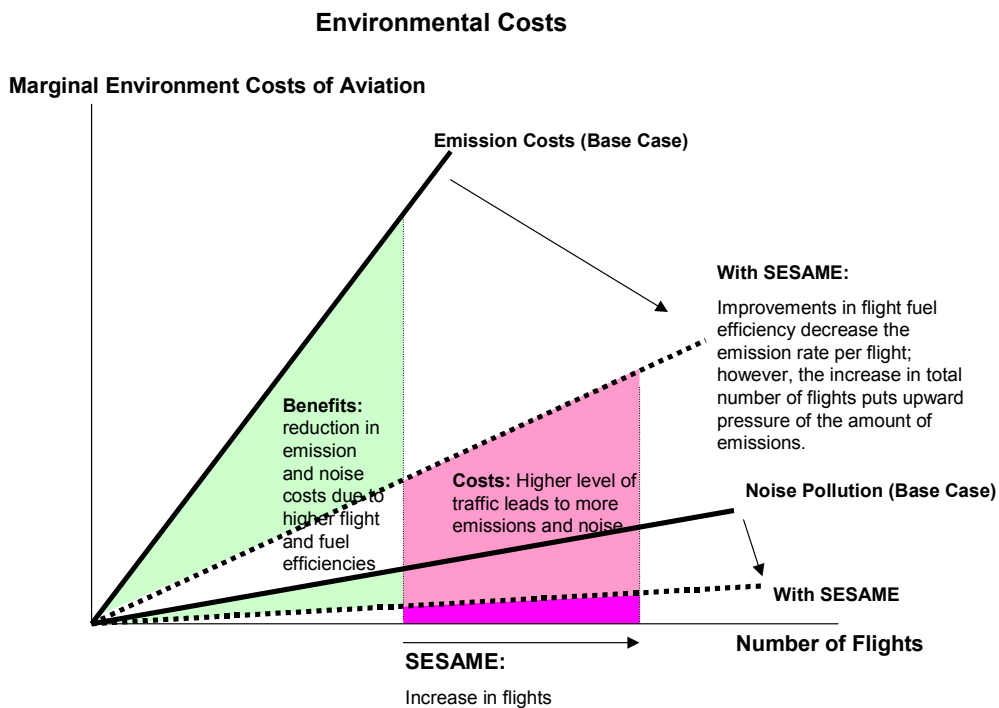 Environmental Costs
Marginal Environment Costs of Aviation
Emission Costs (Base Case)
With SESAME:
Improvements in flight fuel
efficiency decrease the
emission rate per flight;
however, the increase in total
number of flights puts upward
pressure of the amount of
emissions.
Benefits:
reduction in
emission
and noise
costs due to
higher flight
and fuel
efficiencies
Costs: Higher level of
traffic leads to more
emissions and noise
Noise Pollution (Base Case)
With SESAME
Number of Flights
SESAME:
Increase in flights